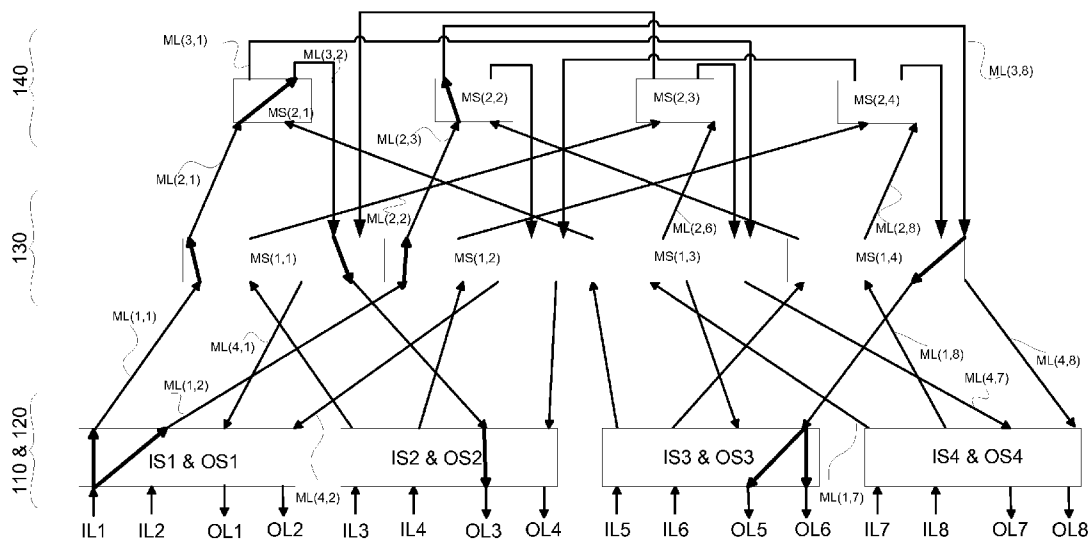 ML(3,1)
ML(3,2)
ML(3,8)
140
MS(2,1)
MS(2,2)
MS(2,3)
MS(2,4)
ML(2,3)
ML(2,1)
ML(2,2)
ML(2,6)
ML(2,8)
130
MS(1,1)
MS(1,2)
MS(1,3)
MS(1,4)
ML(1,1)
ML(4,1)
ML(1,2)
ML(1,8)
ML(4,7)
ML(4,8)
110 & 120
IS1 & OS1
IS2 & OS2
IS3 & OS3
IS4 & OS4
ML(4,2)
ML(1,7)
IL1 IL2 OL1 OL2 IL3 IL4 OL3 OL4 IL5 IL6 OL5 OL6 IL7 IL8 OL7 OL8